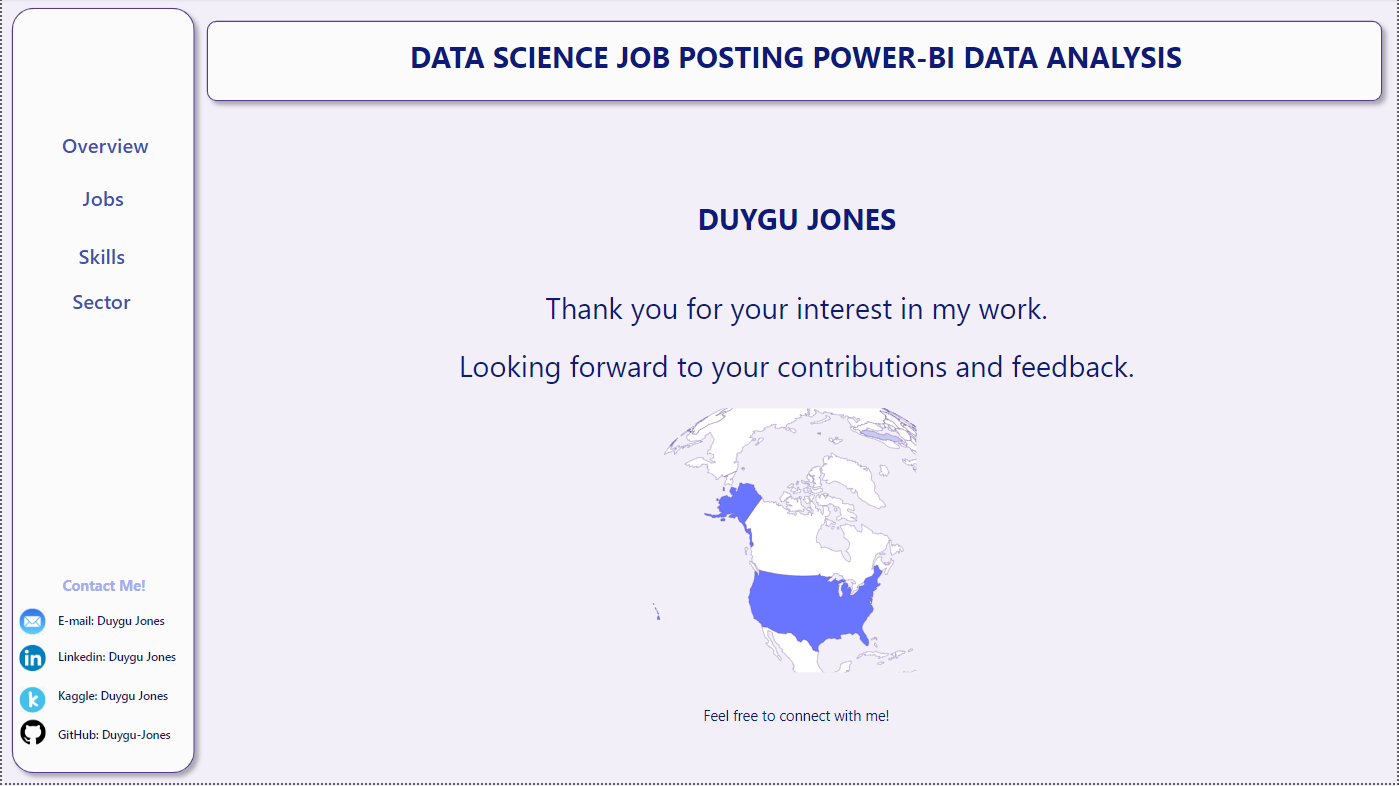 DATA SCIENCE JOB POSTING POWER-BI DATA ANALYSIS
Overview
Jobs
Skills
Sector
Contact Me!
E-mail: Duygu Jones
in
Linkedin: Duygu Jones
k
Kaggle: Duygu Jones
GitHub: Duygu-Jones
DUYGU JONES
Thank you for your interest in my work.
Looking forward to your contributions and feedback.
Feel free to connect with me!